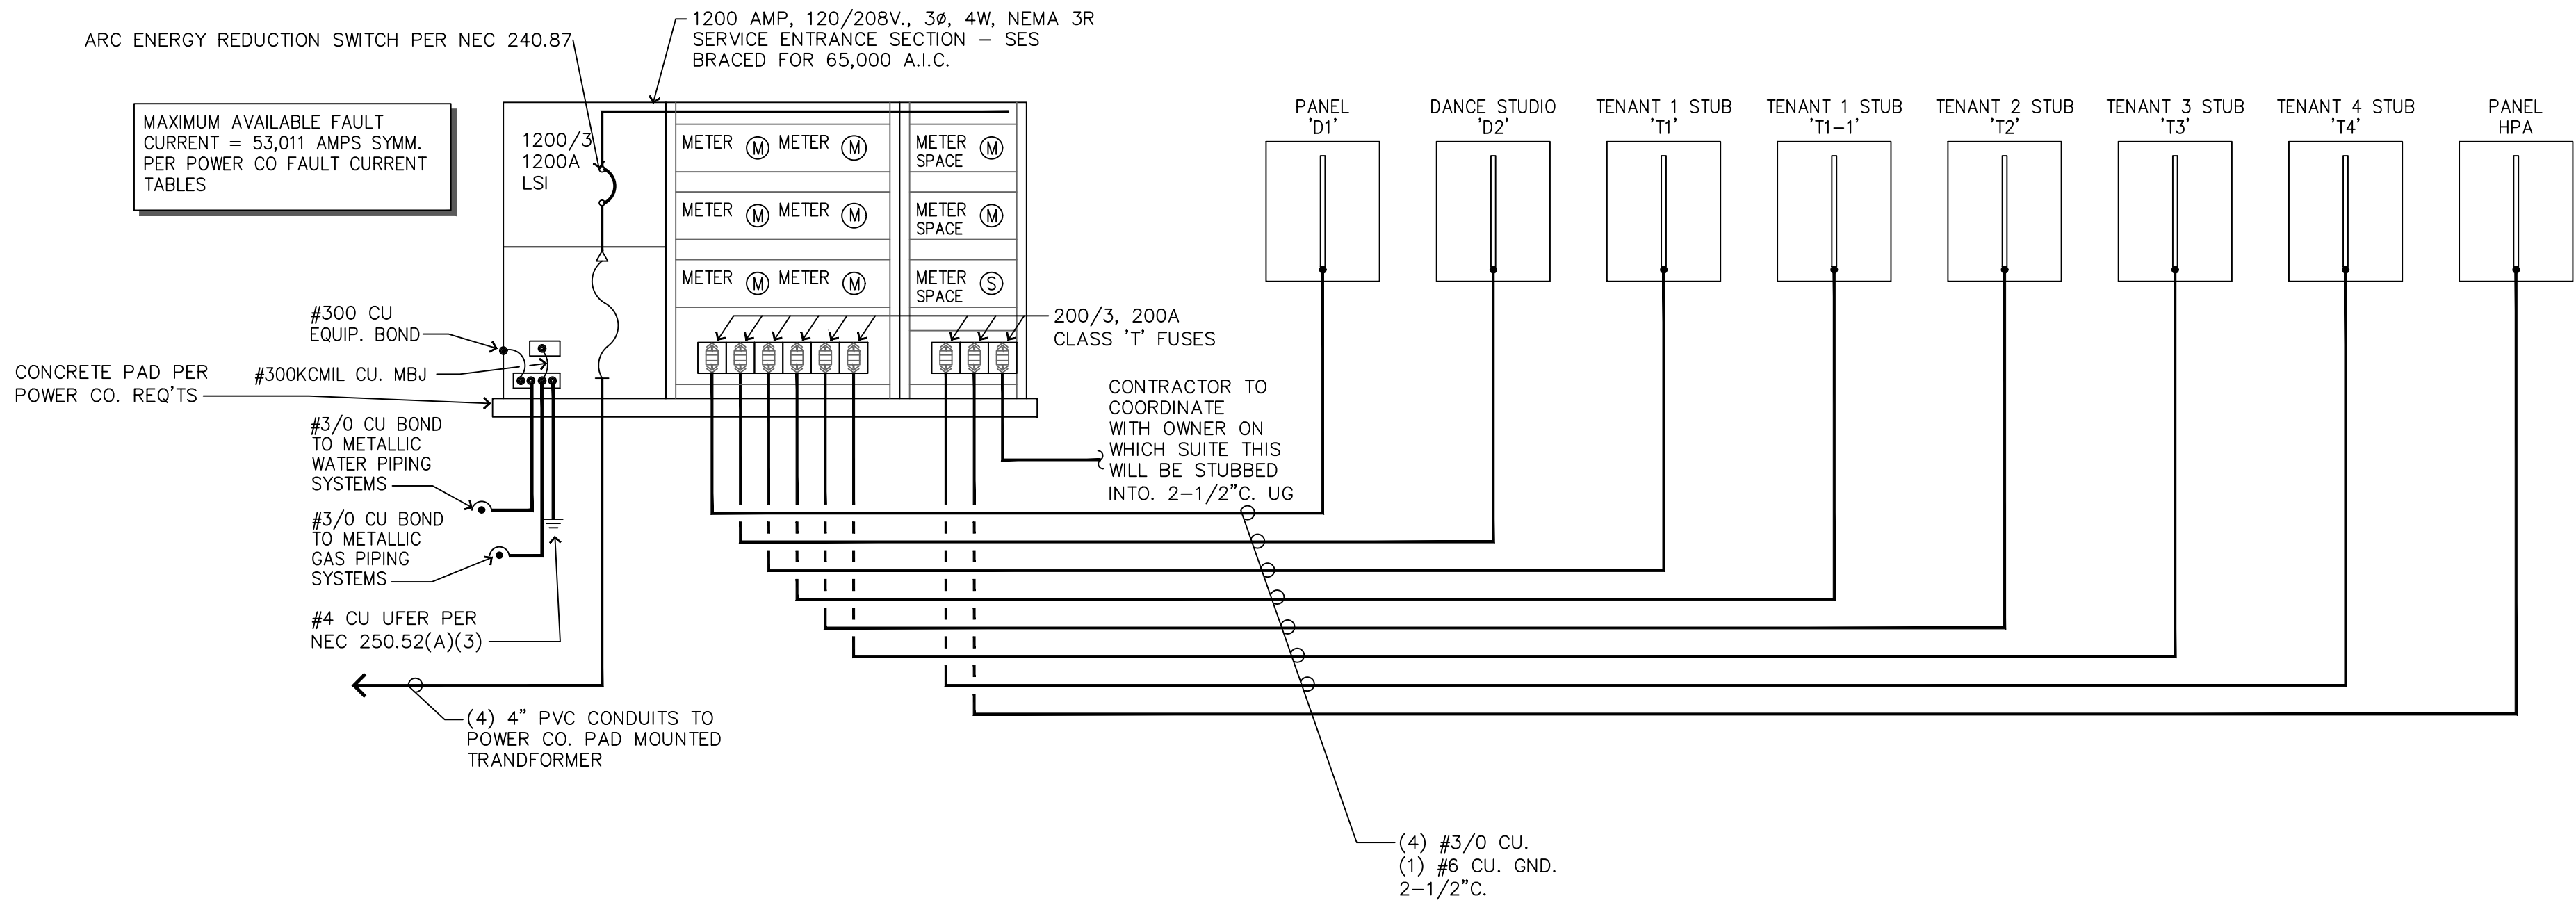 1200 AMP, 120/208V., 3ø, 4W, NEMA 3R
SERVICE ENTRANCE SECTION – SES
BRACED FOR 65,000 A.I.C.
ARC ENERGY REDUCTION SWITCH PER NEC 240.87
MAXIMUM AVAILABLE FAULT
CURRENT = 53,011 AMPS SYMM.
PER POWER CO FAULT CURRENT
TABLES
1200/3
1200A
LSI
METER M METER M
METER M METER M
METER M METER M
METER
SPACE M
METER
SPACE M
METER
SPACE S
PANEL
'D1'
DANCE STUDIO
'D2'
TENANT 1 STUB
'T1'
TENANT 1 STUB
'T1–1'
TENANT 2 STUB
'T2'
TENANT 3 STUB
'T3'
TENANT 4 STUB
'T4'
PANEL
HPA
200/3, 200A
CLASS 'T' FUSES
#300 CU
EQUIP. BOND
#300KCMIL CU. MBJ
CONCRETE PAD PER
POWER CO. REQ'TS
#3/0 CU BOND
TO METALLIC
WATER PIPING
SYSTEMS
#3/0 CU BOND
TO METALLIC
GAS PIPING
SYSTEMS
#4 CU UFER PER
NEC 250.52(A)(3)
CONTRACTOR TO
COORDINATE
WITH OWNER ON
WHICH SUITE THIS
WILL BE STUBBED
INTO. 2–1/2"C. UG
(4) 4" PVC CONDUITS TO
POWER CO. PAD MOUNTED
TRANDFORMER
(4) #3/0 CU.
(1) #6 CU. GND.
2–1/2"C.